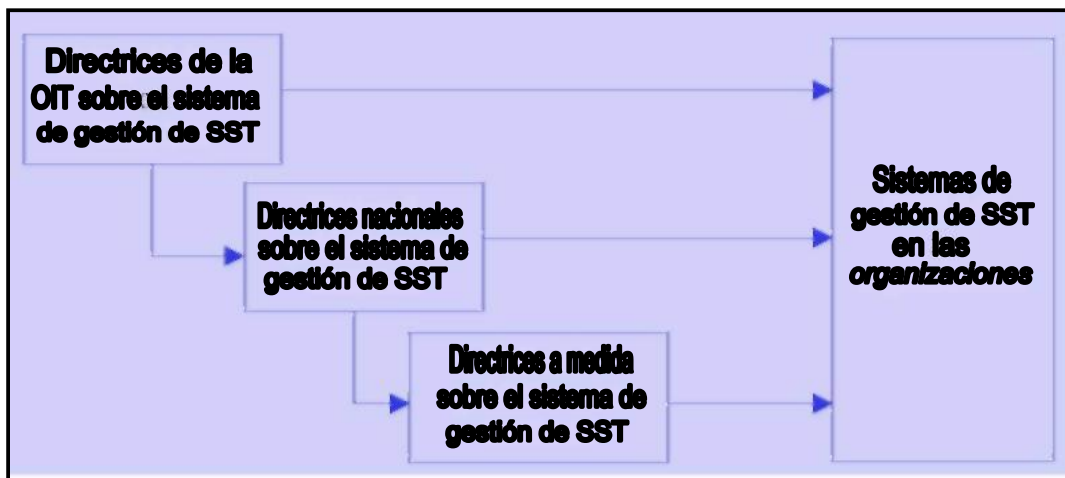 Directrices de la
OIT sobre el sistema
de gestión de SST
Directrices nacionales
sobre el sistema de
gestión de SST
Directrices a medida
sobre el sistema de
gestión de SST
Sistemas de
gestión de SST
en las
organizaciones